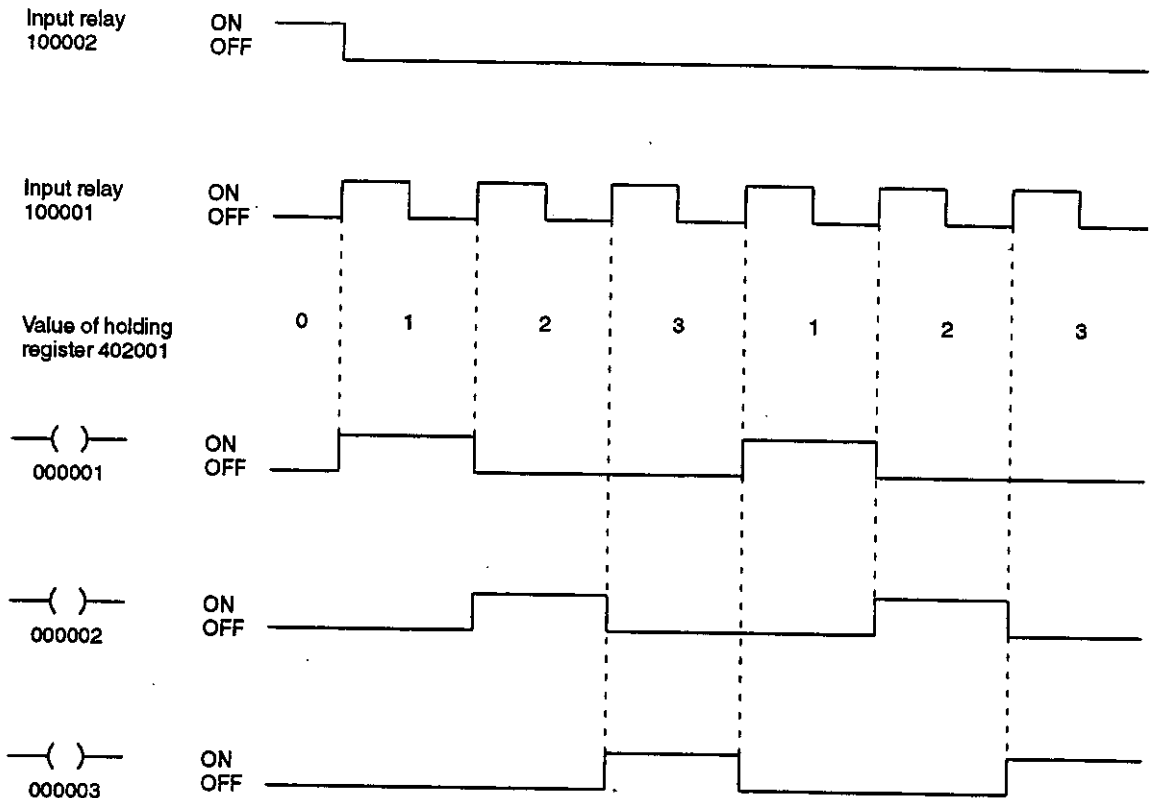 Input relay
100002
ON
OFF
Input relay
100001
ON
OFF
Value of holding
register 402001
0 1 2 3 1 2 3
000001
ON
OFF
000002
ON
OFF
000003
ON
OFF